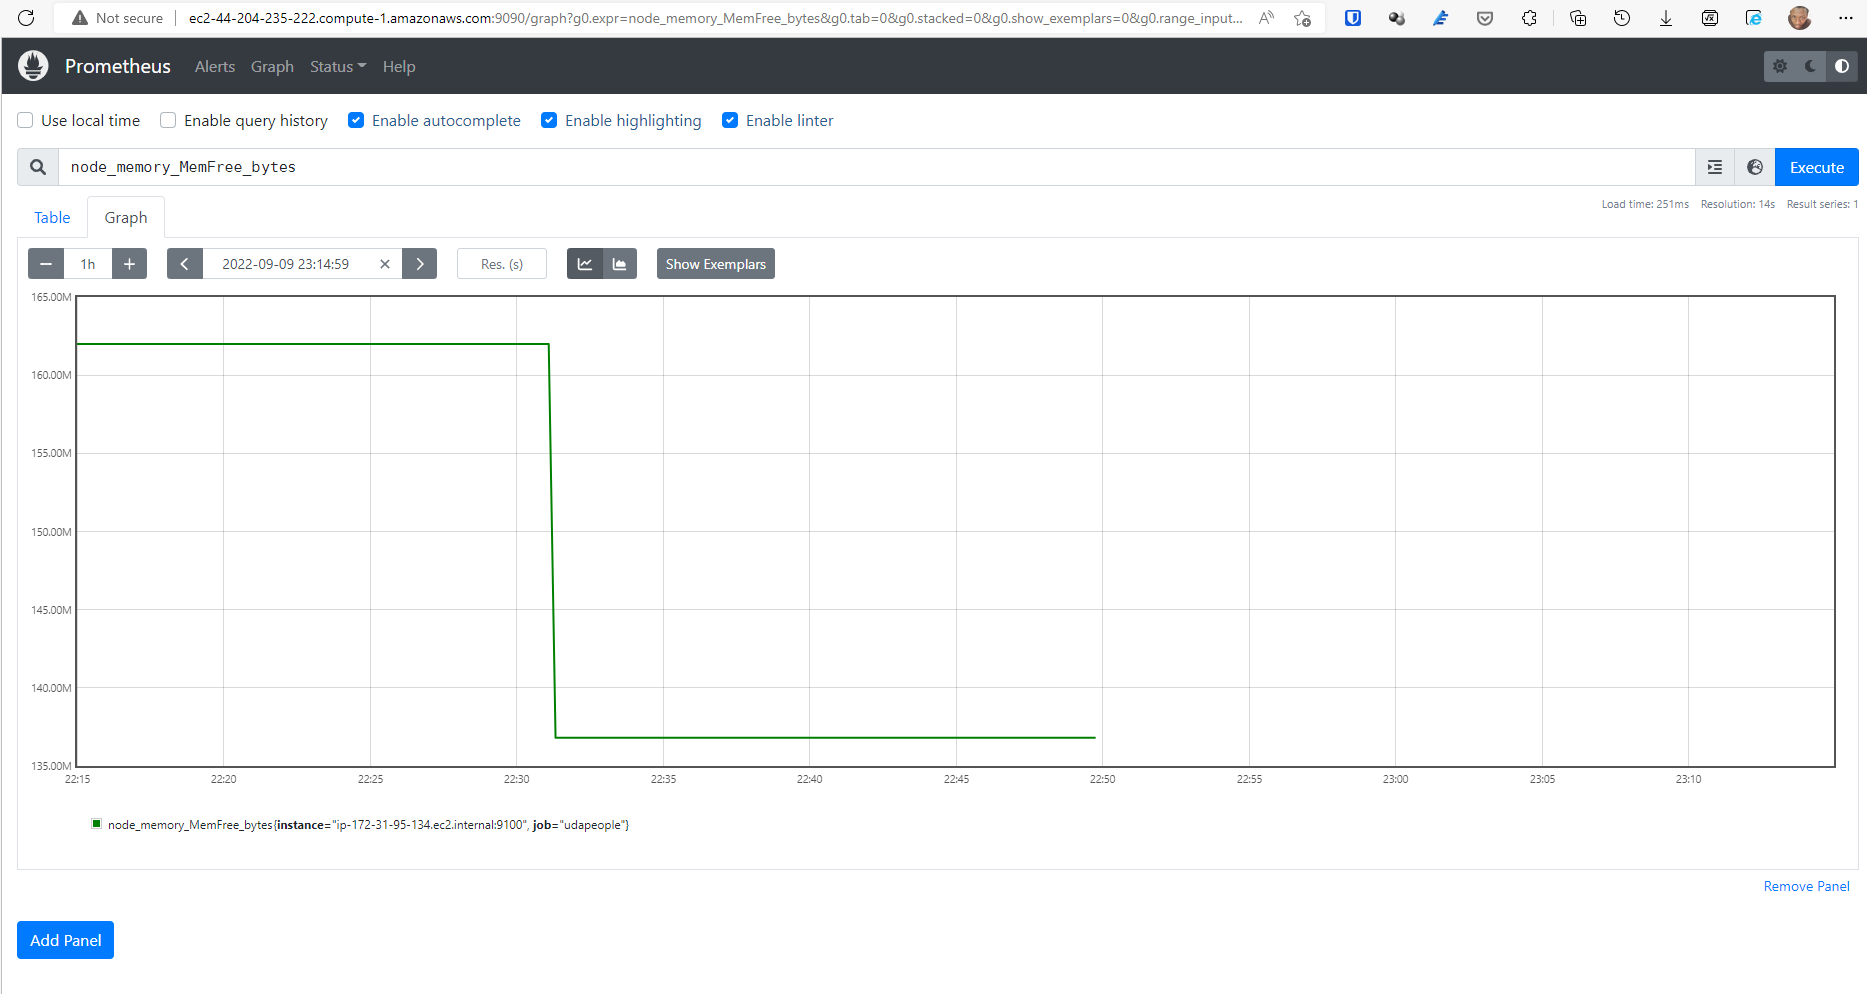 Not secure | ec2-44-204-235-222.compute-1.amazonaws.com:9090/graph?g0.expr=node_memory_MemFree_bytes&g0.tab=0&g0.stacked=0&g0.show_exemplars=0&g0.range_input...
Prometheus Alerts Graph Status Help
Use local time Enable query history Enable autocomplete Enable highlighting Enable linter
node_memory_MemFree_bytes Execute
Table Graph Load time: 251ms Resolution: 14s Result series: 1
1h 2022-09-09 23:14:59 Res. (s) Show Exemplars
165.00M
160.00M
155.00M
150.00M
145.00M
140.00M
135.00M
22:15 22:20 22:25 22:30 22:35 22:40 22:45 22:50 22:55 23:00 23:05 23:10
node_memory_MemFree_bytes{instance="ip-172-31-95-134.ec2.internal:9100", job="udapeople"}
Remove Panel
Add Panel